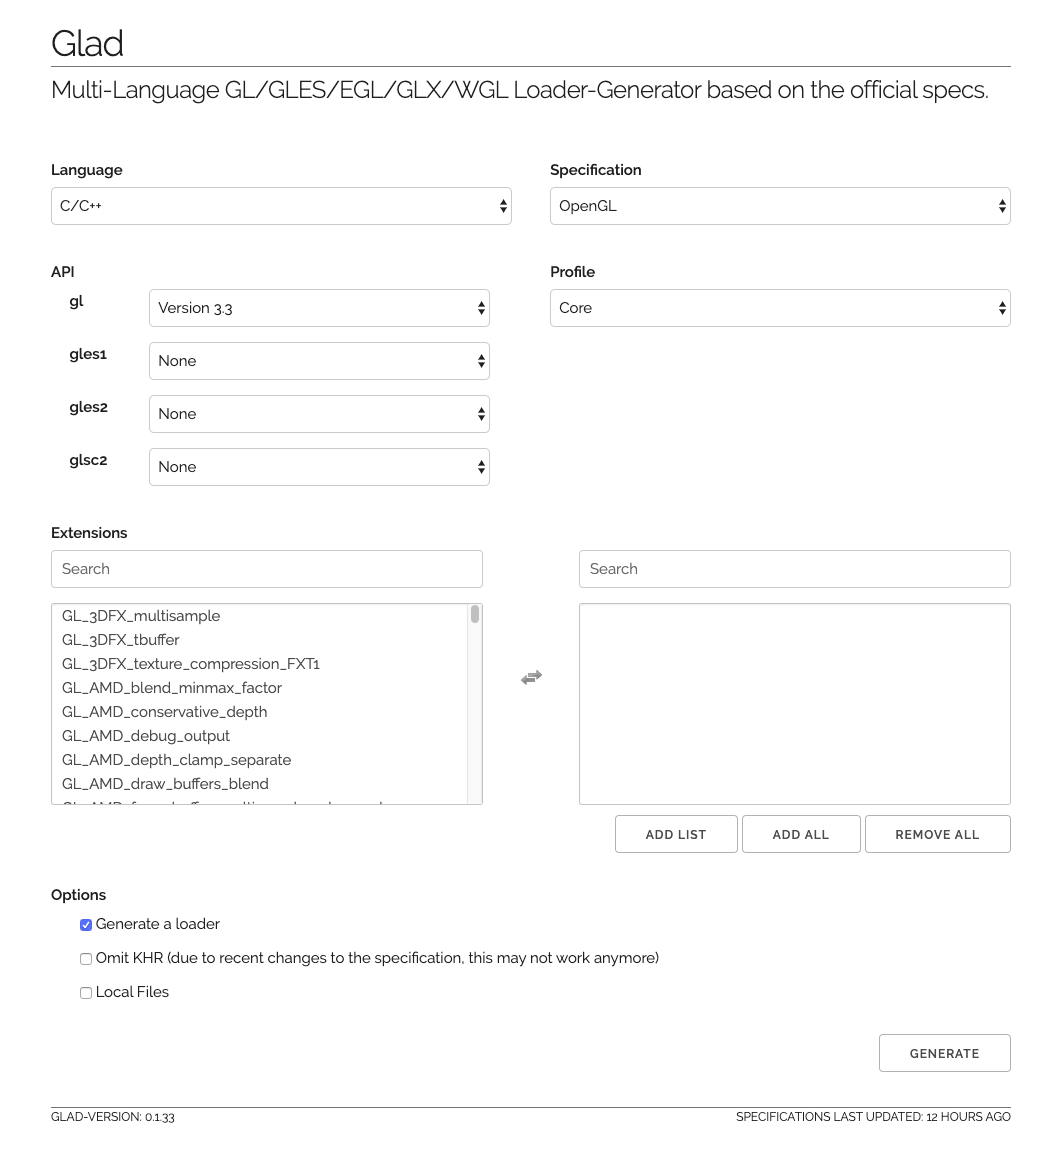 Glad
Multi-Language GL/GLES/EGL/GLX/WGL Loader-Generator based on the official specs.
Language
C/C++
Specification
OpenGL
API
gl
Version 3.3
Profile
Core
gles1
None
gles2
None
glsc2
None
Extensions
Search
Search
GL_3DFX_multisample
GL_3DFX_tbuffer
GL_3DFX_texture_compression_FXT1
GL_AMD_blend_minmax_factor
GL_AMD_conservative_depth
GL_AMD_debug_output
GL_AMD_depth_clamp_separate
GL_AMD_draw_buffers_blend
ADD LIST
ADD ALL
REMOVE ALL
Options
Generate a loader
Omit KHR (due to recent changes to the specification, this may not work anymore)
Local Files
GENERATE
GLAD-VERSION: 0.1.33
SPECIFICATIONS LAST UPDATED: 12 HOURS AGO